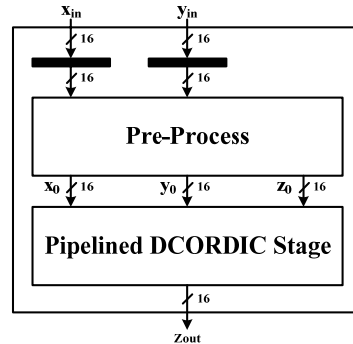 xin yin
16 16
16 16
Pre-Process
x0 16 y0 16 z0 16
Pipelined DCORDIC Stage
16
Zout